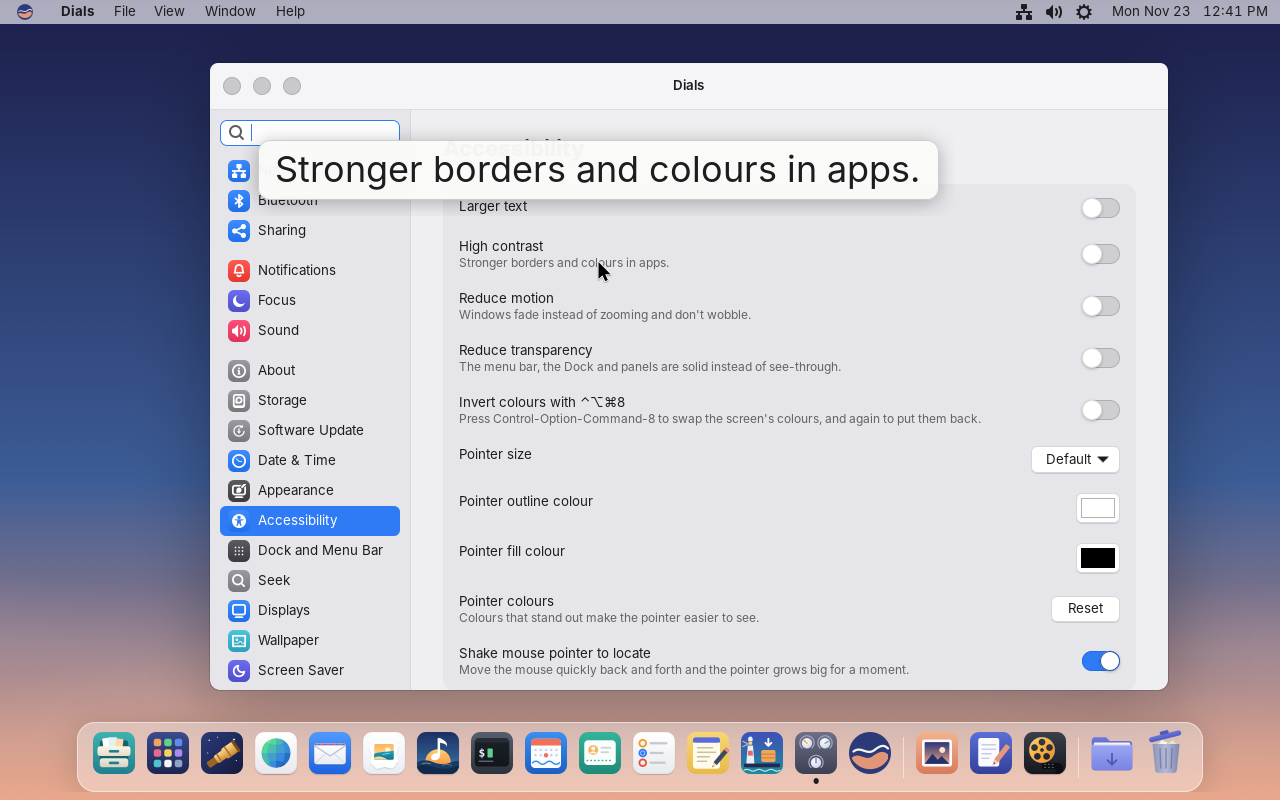 Dials File View Window Help Mon Nov 23 12:41 PM
Dials
Stronger borders and colours in apps.
Bluetooth
Sharing
Notifications
Focus
Sound
About
Storage
Software Update
Date & Time
Appearance
Accessibility
Dock and Menu Bar
Seek
Displays
Wallpaper
Screen Saver
Accessibility
Larger text
High contrast
Stronger borders and colours in apps.
Reduce motion
Windows fade instead of zooming and don't wobble.
Reduce transparency
The menu bar, the Dock and panels are solid instead of see-through.
Invert colours with ^⌥⌘8
Press Control-Option-Command-8 to swap the screen's colours, and again to put them back.
Pointer size
Default
Pointer outline colour
Pointer fill colour
Pointer colours
Colours that stand out make the pointer easier to see.
Reset
Shake mouse pointer to locate
Move the mouse quickly back and forth and the pointer grows big for a moment.
$